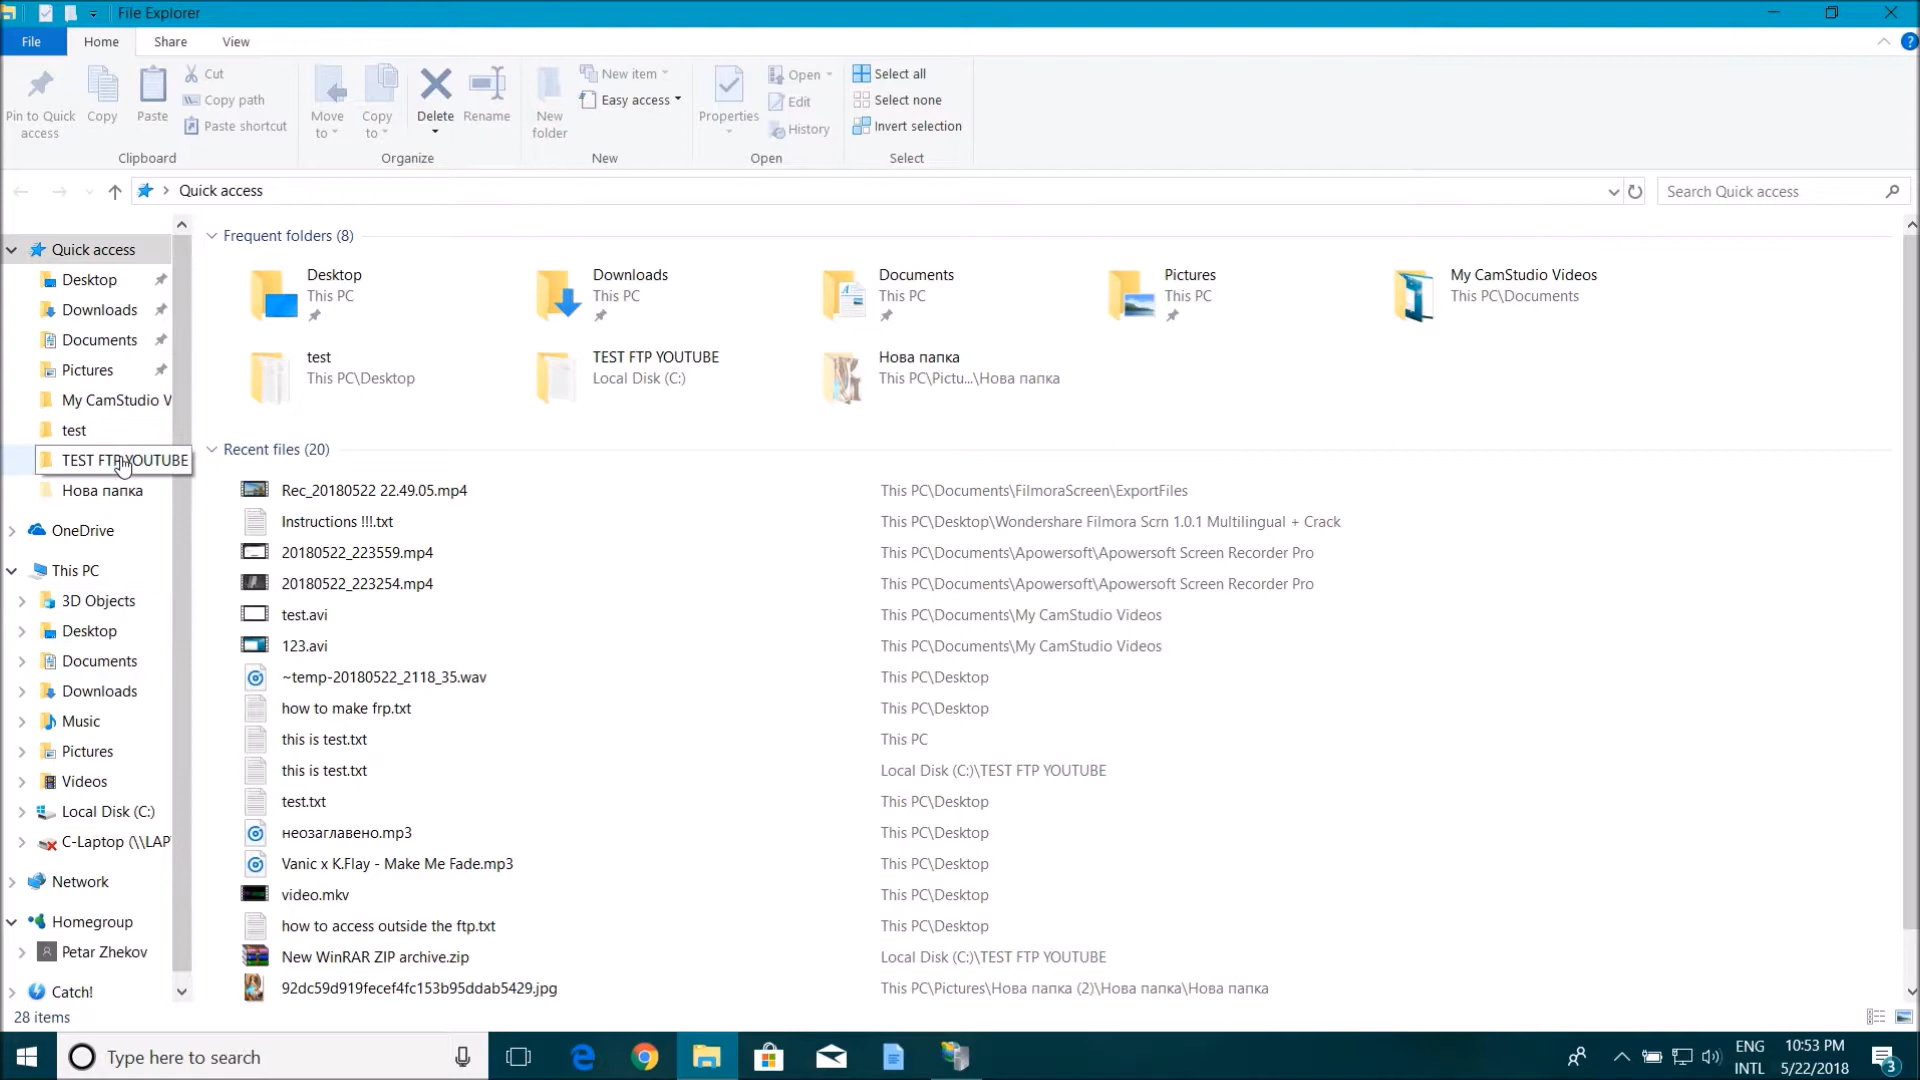 File Explorer
File
Home
Share
View
Pin to Quick access
Copy
Paste
Cut
Copy path
Paste shortcut
Clipboard
Move to
Copy to
Delete
Rename
Organize
New folder
New item
Easy access
New
Properties
Open
Edit
History
Open
Select all
Select none
Invert selection
Select
Quick access
Search Quick access
Quick access
Desktop
Downloads
Documents
Pictures
My CamStudio V
test
TEST FTP YOUTUBE
Нова папка
OneDrive
This PC
3D Objects
Desktop
Documents
Downloads
Music
Pictures
Videos
Local Disk (C:)
C-Laptop (\\LAP
Network
Homegroup
Petar Zhekov
Catch!
Frequent folders (8)
Desktop
This PC
Downloads
This PC
Documents
This PC
Pictures
This PC
My CamStudio Videos
This PC\Documents
test
This PC\Desktop
TEST FTP YOUTUBE
Local Disk (C:)
Нова папка
This PC\Pictu...\Нова папка
Recent files (20)
Rec_20180522 22.49.05.mp4 This PC\Documents\FilmoraScreen\ExportFiles
Instructions !!!.txt This PC\Desktop\Wondershare Filmora Scrn 1.0.1 Multilingual + Crack
20180522_223559.mp4 This PC\Documents\Apowersoft\Apowersoft Screen Recorder Pro
20180522_223254.mp4 This PC\Documents\Apowersoft\Apowersoft Screen Recorder Pro
test.avi This PC\Documents\My CamStudio Videos
123.avi This PC\Documents\My CamStudio Videos
~temp-20180522_2118_35.wav This PC\Desktop
how to make frp.txt This PC\Desktop
this is test.txt This PC
this is test.txt Local Disk (C:)\TEST FTP YOUTUBE
test.txt This PC\Desktop
неозаглавено.mp3 This PC\Desktop
Vanic x K.Flay - Make Me Fade.mp3 This PC\Desktop
video.mkv This PC\Desktop
how to access outside the ftp.txt This PC\Desktop
New WinRAR ZIP archive.zip Local Disk (C:)\TEST FTP YOUTUBE
92dc59d919fecef4fc153b95ddab5429.jpg This PC\Pictures\Нова папка (2)\Нова папка\Нова папка
28 items
Type here to search
ENG
INTL
10:53 PM
5/22/2018
3